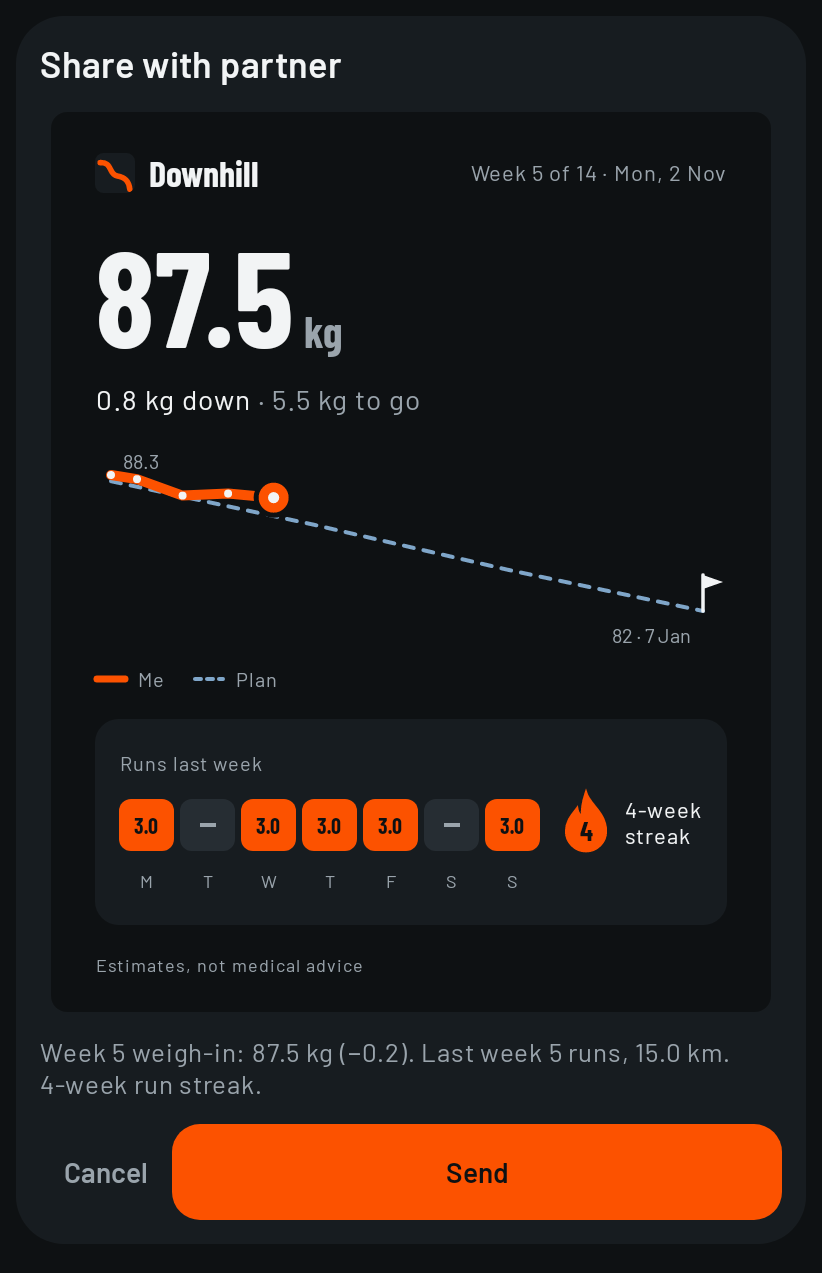 Share with partner
Downhill
Week 5 of 14 · Mon, 2 Nov
87.5 kg
0.8 kg down · 5.5 kg to go
88.3
82 · 7 Jan
Me
Plan
Runs last week
3.0 – 3.0 3.0 3.0 – 3.0
4
4-week
streak
M T W T F S S
Estimates, not medical advice
Week 5 weigh-in: 87.5 kg (−0.2). Last week 5 runs, 15.0 km.
4-week run streak.
Cancel
Send